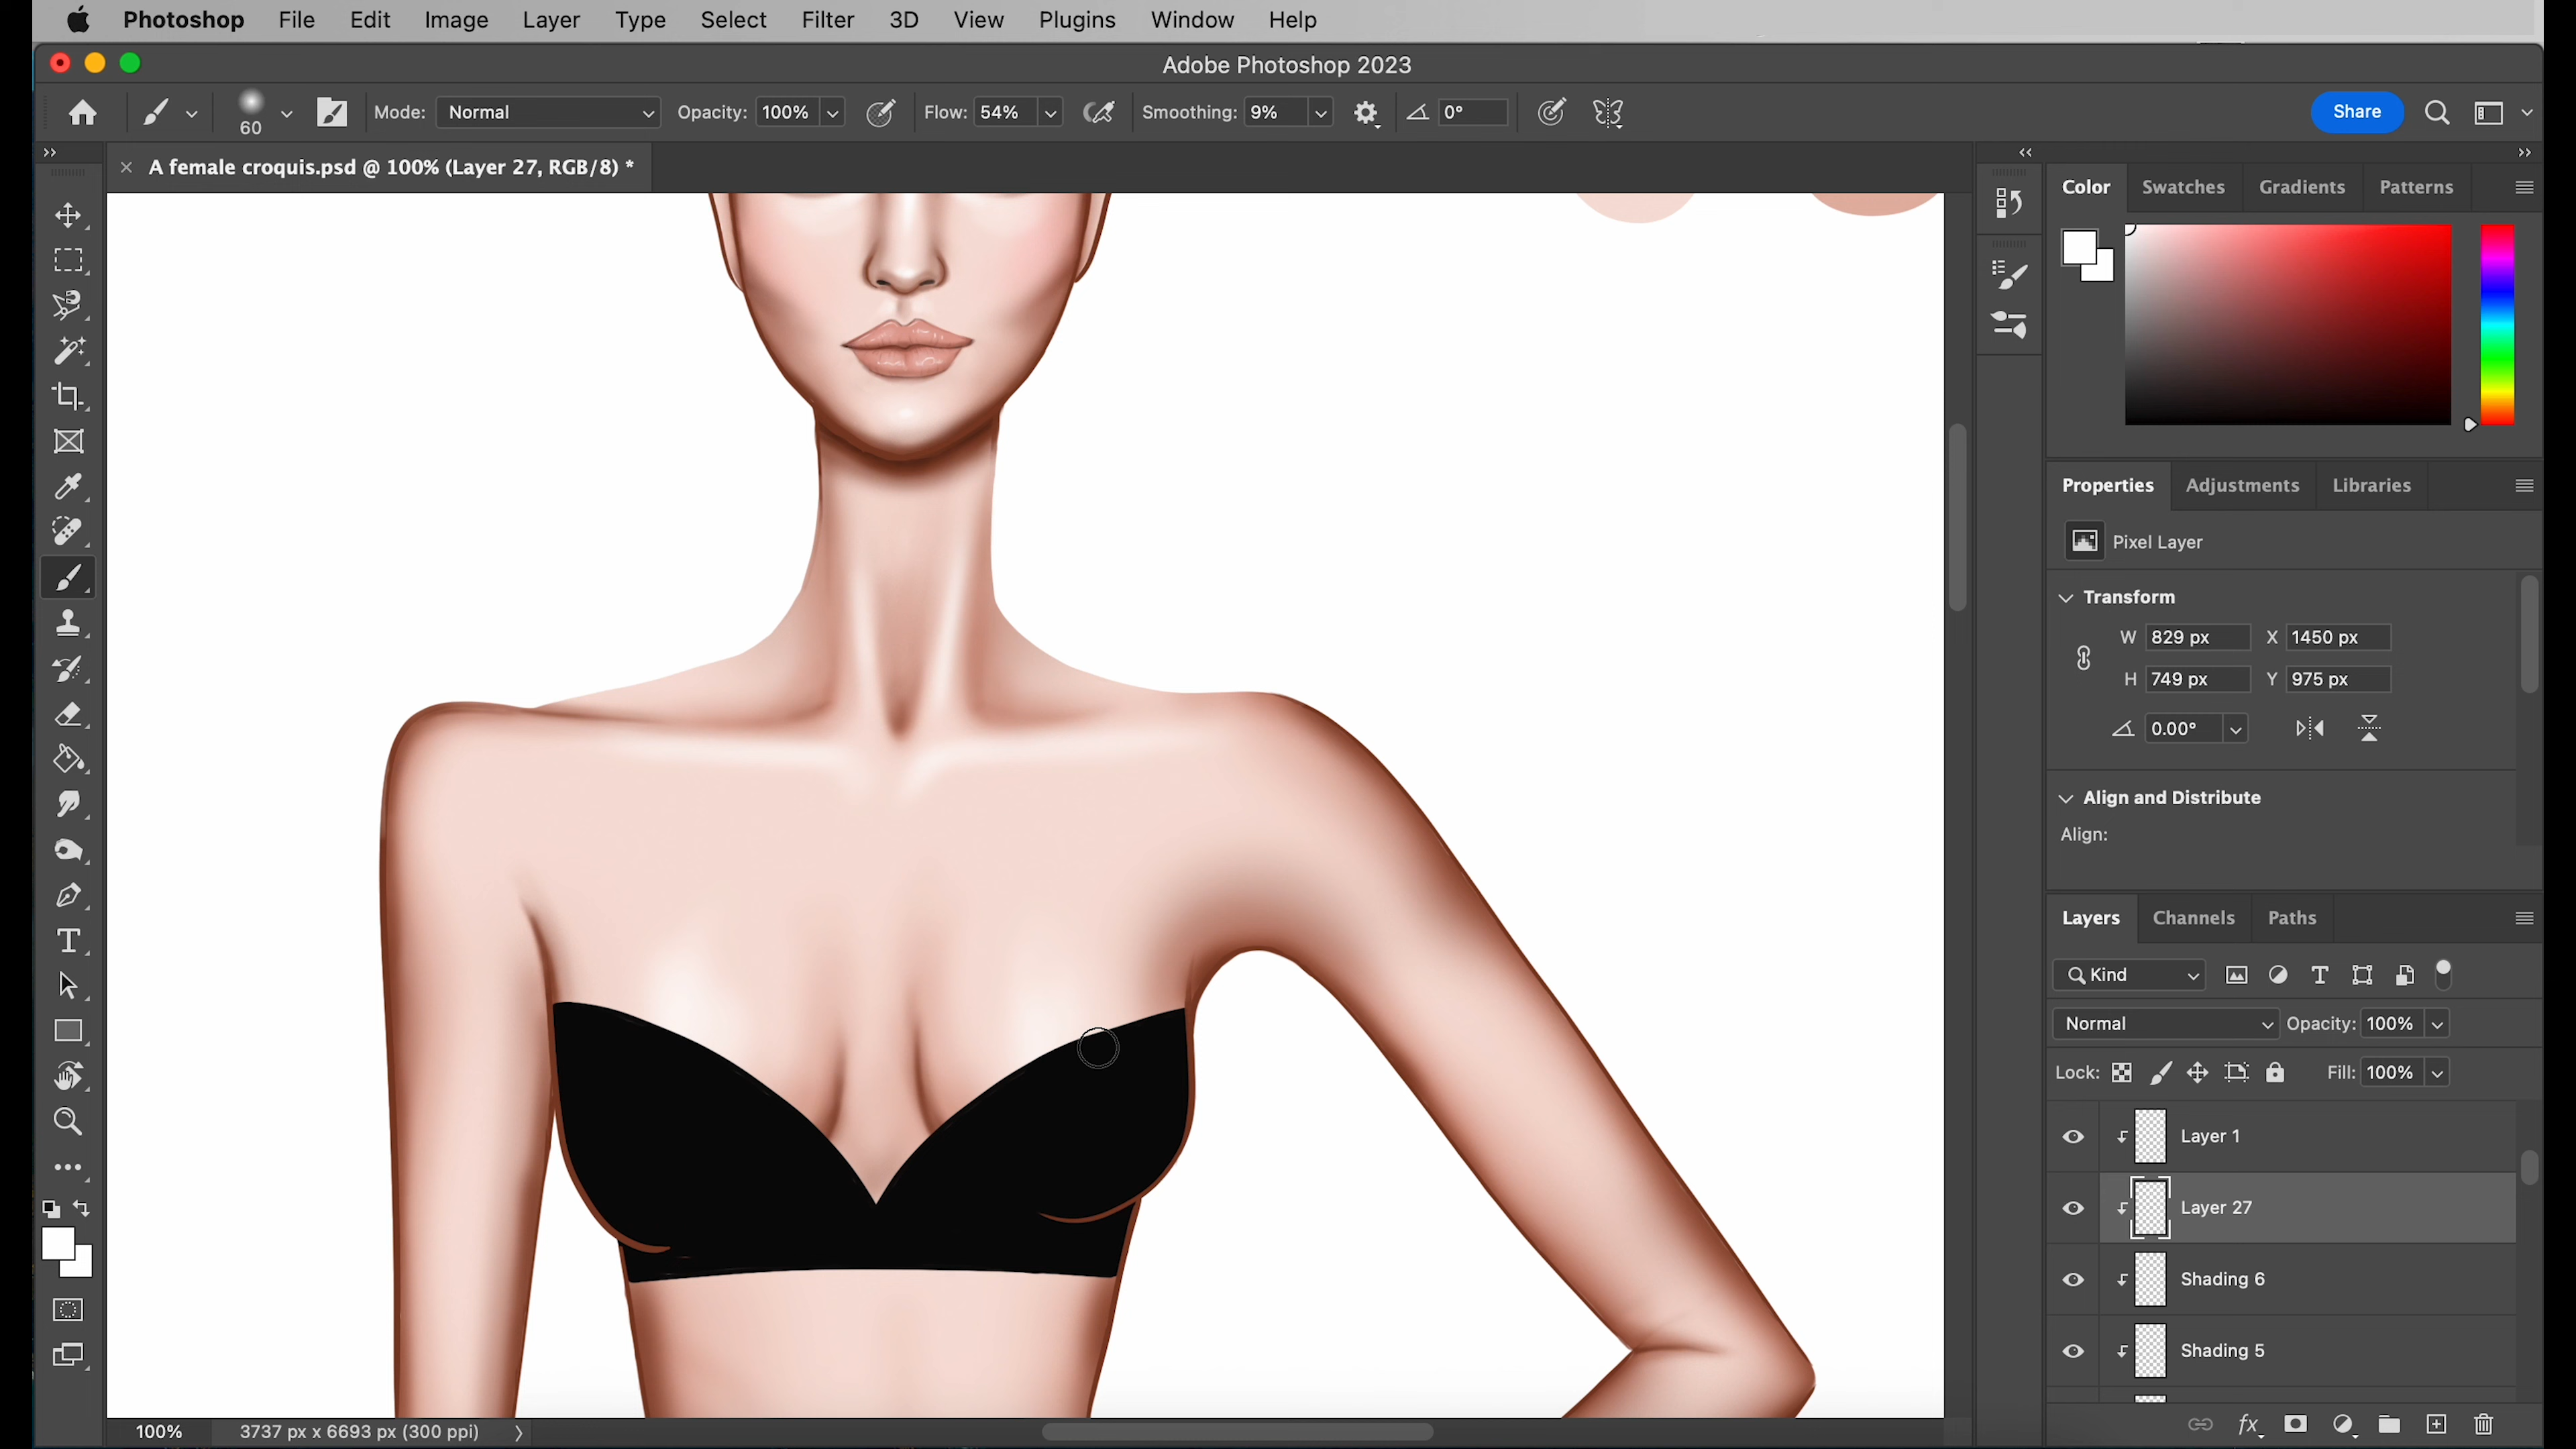 Photoshop File Edit Image Layer Type Select Filter 3D View Plugins Window Help
Adobe Photoshop 2023
60 Mode: Normal Opacity: 100% Flow: 54% Smoothing: 9% 0° Share
A female croquis.psd @ 100% (Layer 27, RGB/8) *
Color Swatches Gradients Patterns
Properties Adjustments Libraries
Pixel Layer
Transform
W 829 px X 1450 px
H 749 px Y 975 px
0.00°
Align and Distribute
Align:
Layers Channels Paths
Kind
Normal Opacity: 100%
Lock: Fill: 100%
Layer 1
Layer 27
Shading 6
Shading 5
100% 3737 px x 6693 px (300 ppi)